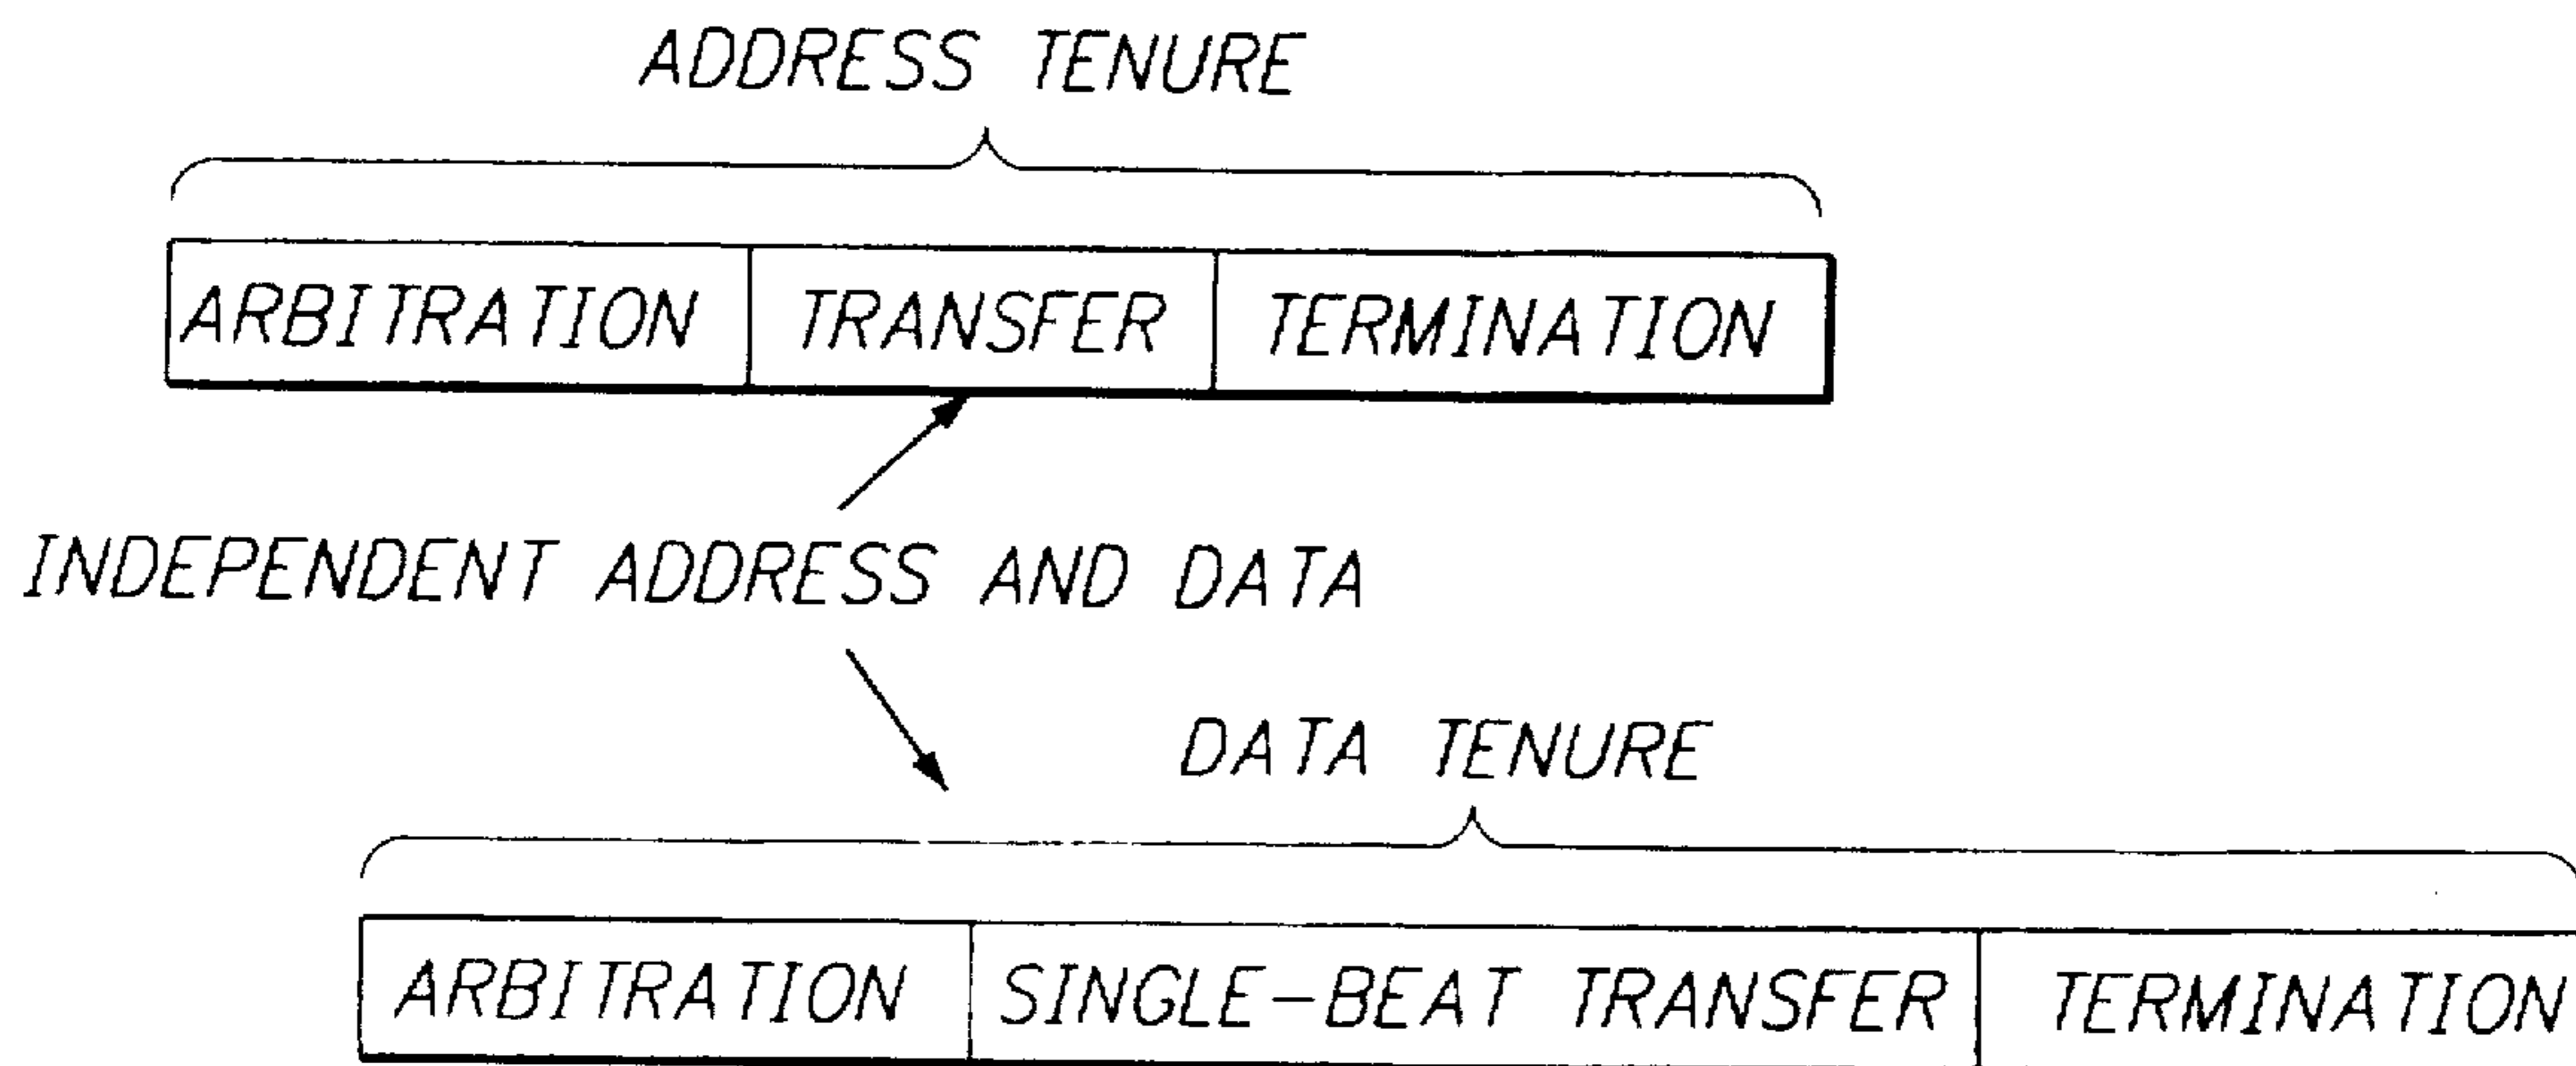 ADDRESS TENURE
ARBITRATION TRANSFER TERMINATION
INDEPENDENT ADDRESS AND DATA
DATA TENURE
ARBITRATION SINGLE-BEAT TRANSFER TERMINATION